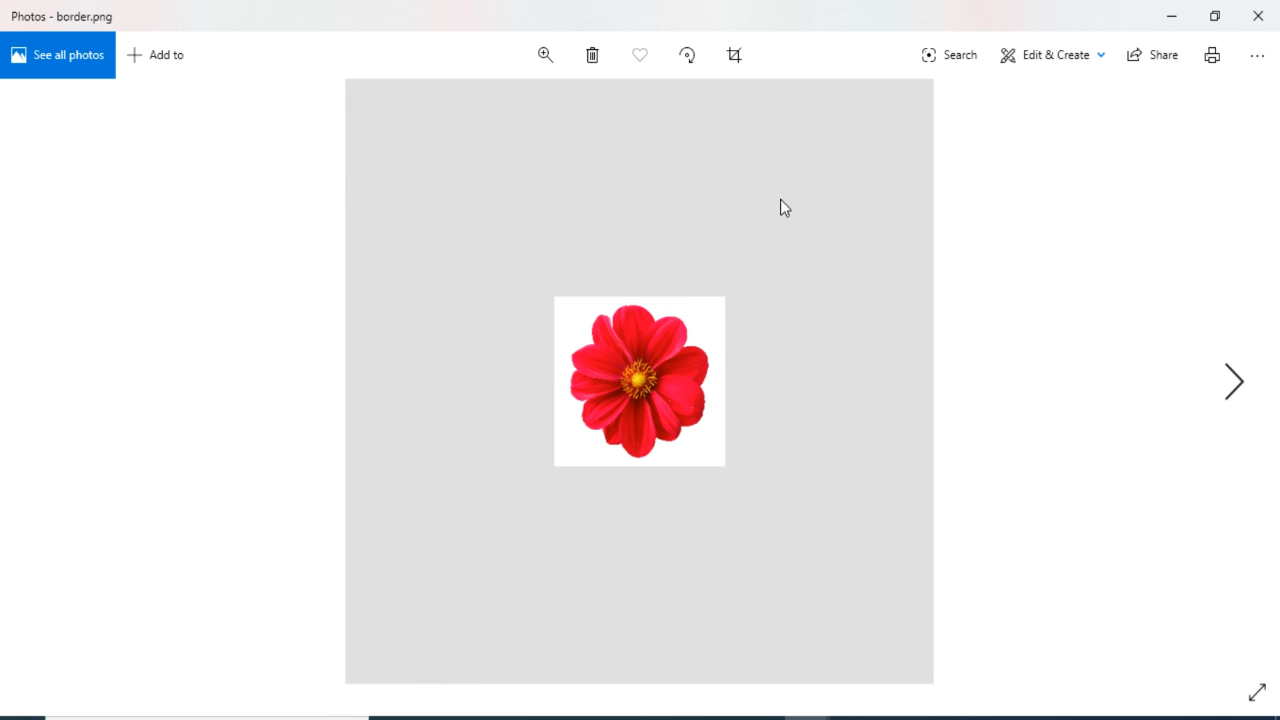 Photos - border.png
See all photos
Add to
Search
Edit & Create
Share